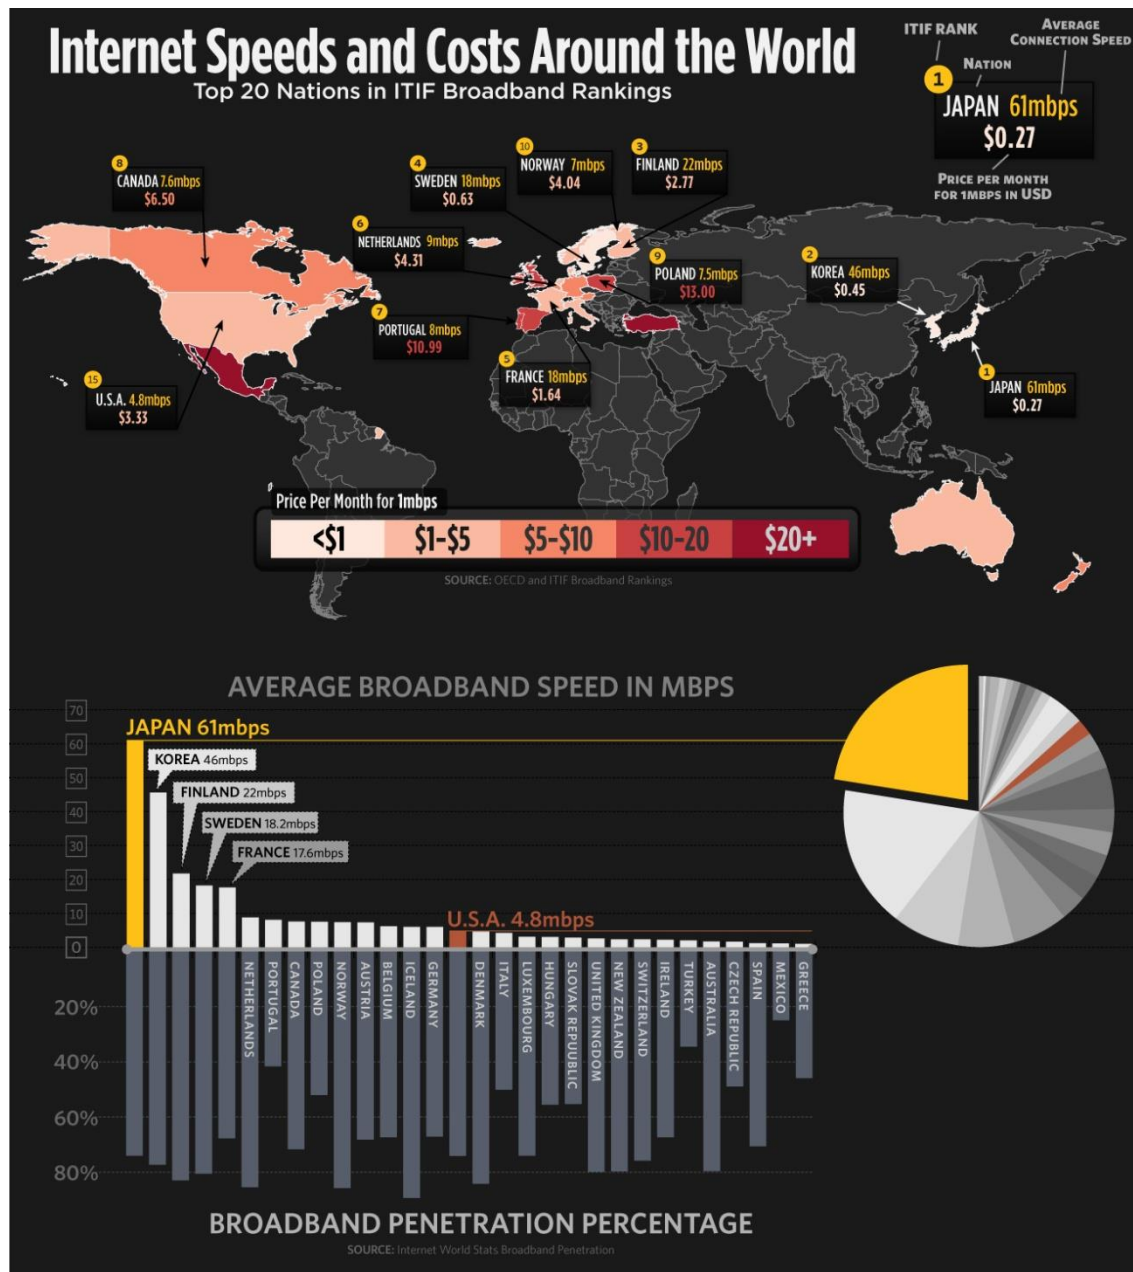 Internet Speeds and Costs Around the World
Top 20 Nations in ITIF Broadband Rankings
ITIF RANK
AVERAGE
CONNECTION SPEED
NATION
1
JAPAN 61mbps
$0.27
PRICE PER MONTH
FOR 1MBPS IN USD
8
CANADA 7.6mbps
$6.50
4
SWEDEN 18mbps
$0.63
10
NORWAY 7mbps
$4.04
3
FINLAND 22mbps
$2.77
6
NETHERLANDS 9mbps
$4.31
9
POLAND 7.5mbps
$13.00
2
KOREA 46mbps
$0.45
7
PORTUGAL 8mbps
$10.99
5
FRANCE 18mbps
$1.64
1
JAPAN 61mbps
$0.27
15
U.S.A. 4.8mbps
$3.33
Price Per Month for 1mbps
<$1 $1-$5 $5-$10 $10-20 $20+
SOURCE: OECD and ITIF Broadband Rankings
AVERAGE BROADBAND SPEED IN MBPS
70
60
50
40
30
20
10
0
JAPAN 61mbps
KOREA 46mbps
FINLAND 22mbps
SWEDEN 18.2mbps
FRANCE 17.6mbps
U.S.A. 4.8mbps
NETHERLANDS
PORTUGAL
CANADA
POLAND
NORWAY
AUSTRIA
BELGIUM
ICELAND
GERMANY
DENMARK
ITALY
LUXEMBOURG
HUNGARY
SLOVAK REPUUBLIC
UNITED KINGDOM
NEW ZEALAND
SWITZERLAND
IRELAND
TURKEY
AUSTRALIA
CZECH REPUBLIC
SPAIN
MEXICO
GREECE
20%
40%
60%
80%
BROADBAND PENETRATION PERCENTAGE
SOURCE: Internet World Stats Broadband Penetration